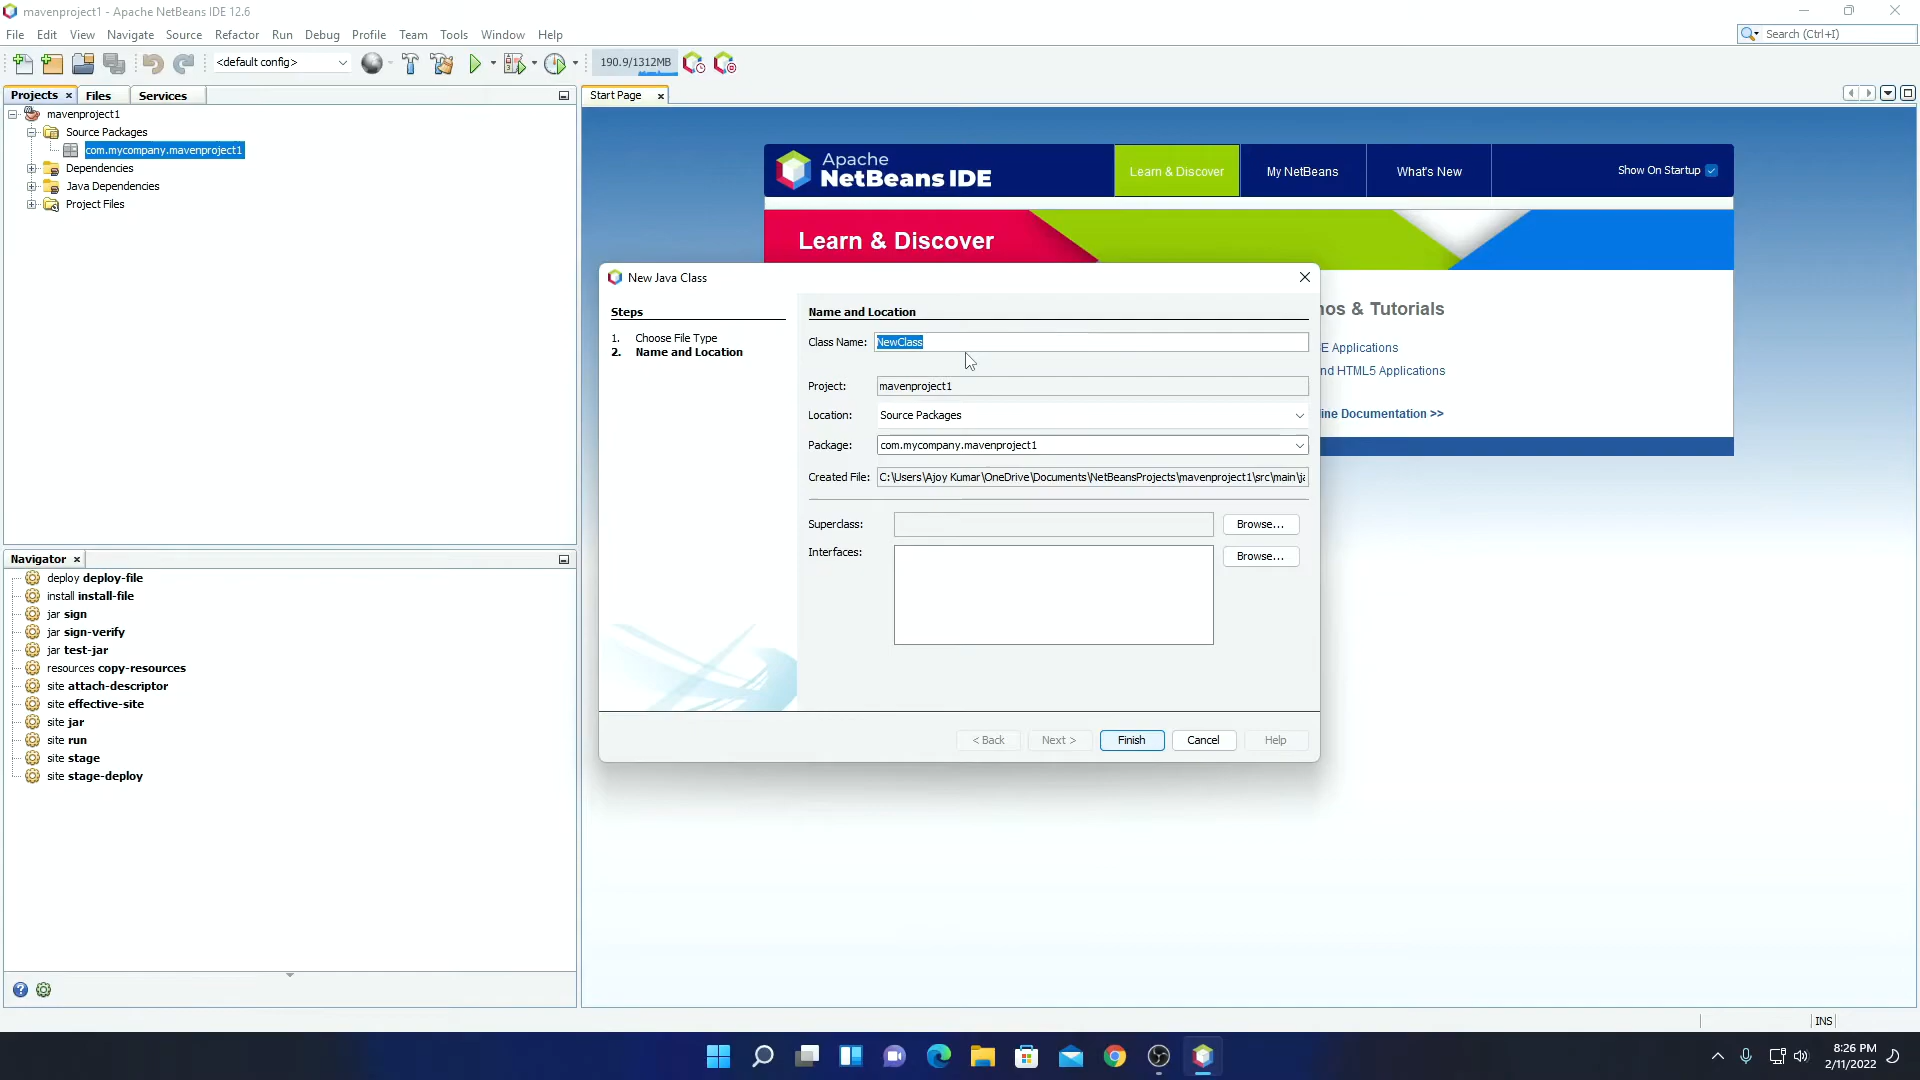 mavenproject1 - Apache NetBeans IDE 12.6
File Edit View Navigate Source Refactor Run Debug Profile Team Tools Window Help
Search (Ctrl+I)
<default config>
190.9/1312MB
Projects Files Services
Start Page
mavenproject1
Source Packages
com.mycompany.mavenproject1
Dependencies
Java Dependencies
Project Files
Apache
NetBeans IDE
Learn & Discover
My NetBeans
What's New
Show On Startup
Learn & Discover
nos & Tutorials
E Applications
nd HTML5 Applications
ine Documentation >>
New Java Class
Steps
1. Choose File Type
2. Name and Location
Name and Location
Class Name: NewClass
Project: mavenproject1
Location: Source Packages
Package: com.mycompany.mavenproject1
Created File: C:\Users\Ajoy Kumar\OneDrive\Documents\NetBeansProjects\mavenproject1\src\main\ja
Superclass: Browse...
Interfaces: Browse...
< Back Next > Finish Cancel Help
Navigator
deploy deploy-file
install install-file
jar sign
jar sign-verify
jar test-jar
resources copy-resources
site attach-descriptor
site effective-site
site jar
site run
site stage
site stage-deploy
INS
8:26 PM
2/11/2022